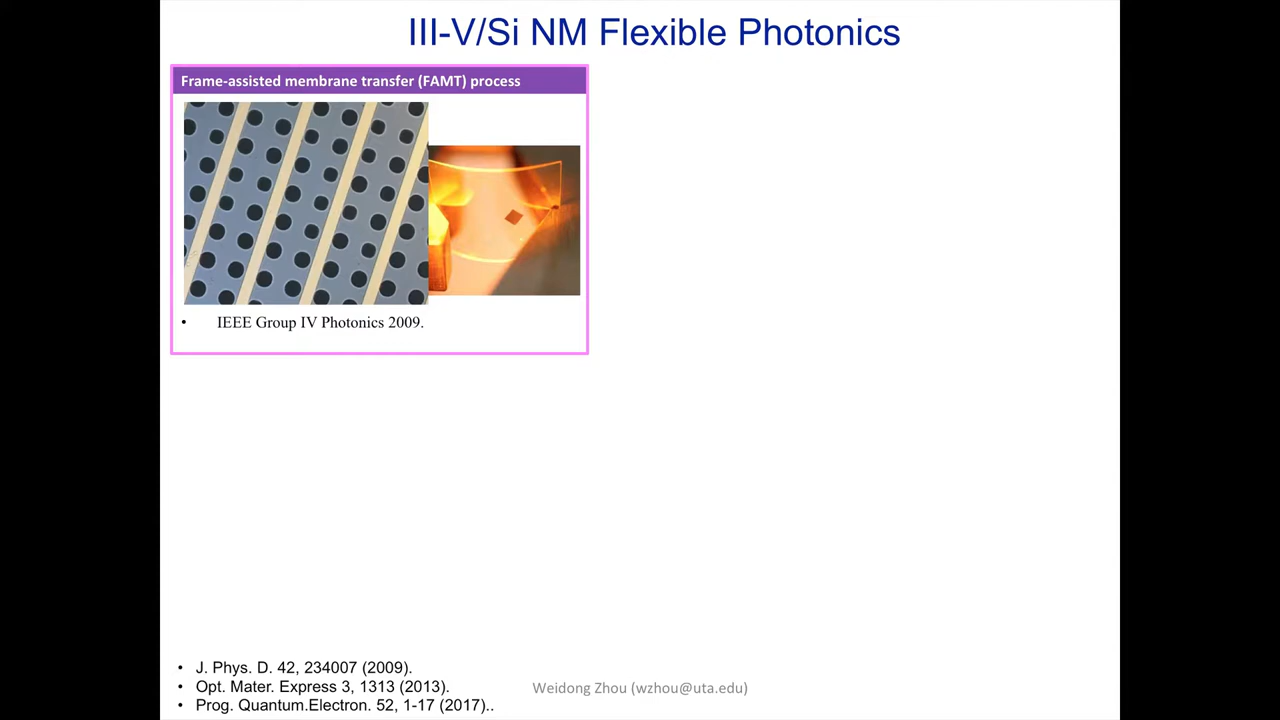 III-V/Si NM Flexible Photonics
Frame-assisted membrane transfer (FAMT) process
• IEEE Group IV Photonics 2009.
• J. Phys. D. 42, 234007 (2009).
• Opt. Mater. Express 3, 1313 (2013).
• Prog. Quantum.Electron. 52, 1-17 (2017)..
Weidong Zhou (wzhou@uta.edu)